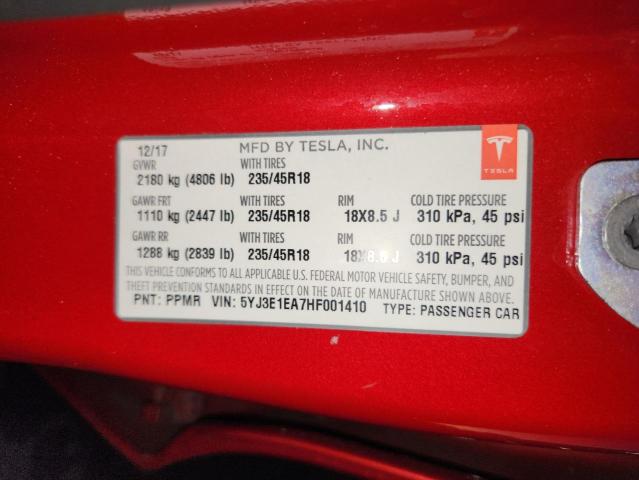 12/17 MFD BY TESLA, INC.
GVWR WITH TIRES
2180 kg (4806 lb) 235/45R18
TESLA
GAWR FRT WITH TIRES RIM COLD TIRE PRESSURE
1110 kg (2447 lb) 235/45R18 18X8.5 J 310 kPa, 45 psi
GAWR RR WITH TIRES RIM COLD TIRE PRESSURE
1288 kg (2839 lb) 235/45R18 18X8.5 J 310 kPa, 45 psi
THIS VEHICLE CONFORMS TO ALL APPLICABLE U.S. FEDERAL MOTOR VEHICLE SAFETY, BUMPER, AND
THEFT PREVENTION STANDARDS IN EFFECT ON THE DATE OF MANUFACTURE SHOWN ABOVE.
PNT: PPMR VIN: 5YJ3E1EA7HF001410 TYPE: PASSENGER CAR